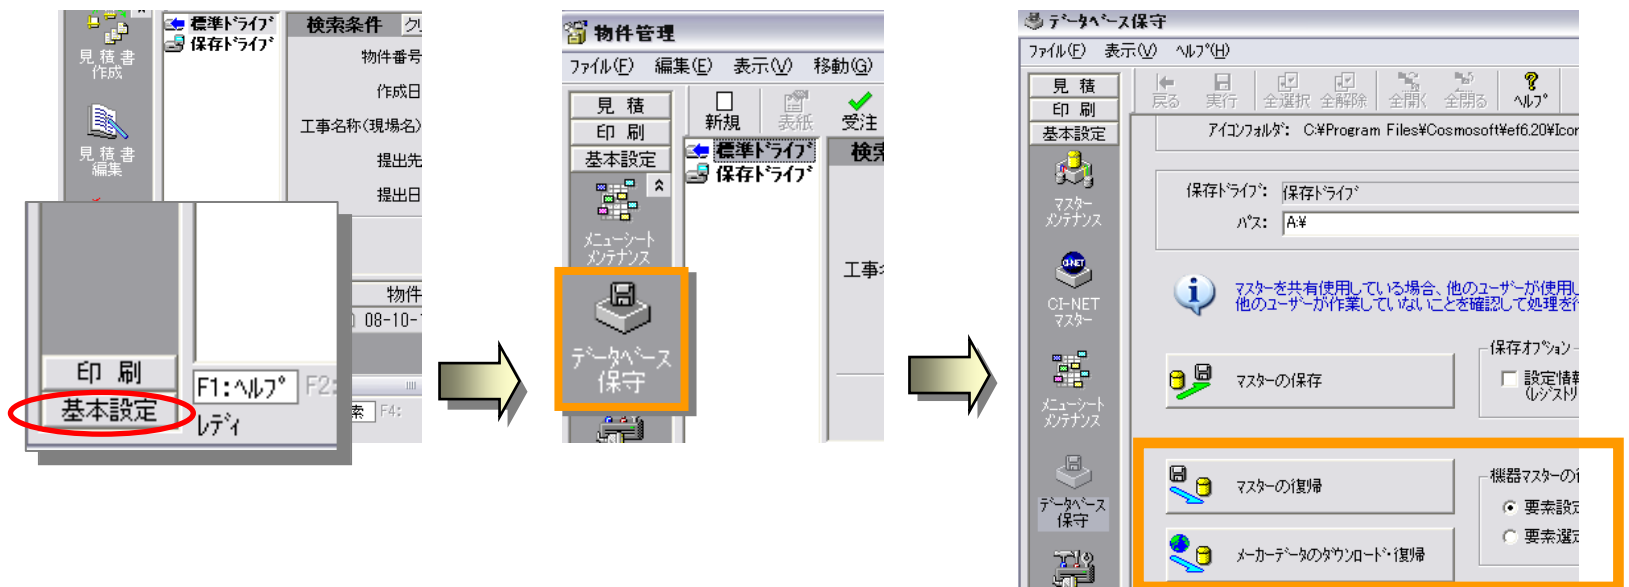 標準ドライブ
保存ドライブ
検索条件
見積書
作成
物件番号
作成日
工事名称(現場名)
見積書
編集
提出先
提出日
物件
08-10-
印 刷
基本設定
F1:ヘルプ
F2:
レディ
索
F4:
物件管理
ファイル(F) 編集(E) 表示(V) 移動(G)
見 積
印 刷
基本設定
新規
表紙
受注
標準ドライブ
保存ドライブ
検索
メニューシート
メンテナンス
工事
データベース
保守
データベース保守
ファイル(F) 表示(V) ヘルプ(H)
見 積
印 刷
基本設定
戻る 実行 全選択 全解除 全開く 全閉る ヘルプ
アイコンフォルダ: C:¥Program Files¥Cosmosoft¥ef6.20¥Icon
マスター
メンテナンス
保存ドライブ: 保存ドライブ
パス: A:¥
CI-NET
CI-NET
マスター
マスターを共有使用している場合、他のユーザーが使用し
他のユーザーが作業していないことを確認して処理を行
メニューシート
メンテナンス
マスターの保存
保存オプション
設定情報
(レジストリ
データベース
保守
マスターの復帰
機器マスターの
要素設定
要素選定
メーカーデータのダウンロード・復帰